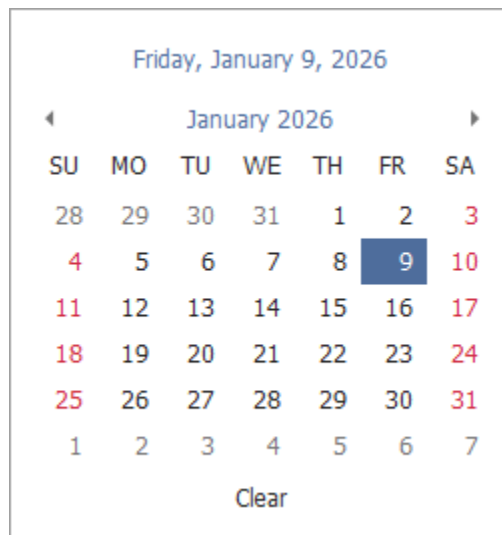 Friday, January 9, 2026
January 2026
SU MO TU WE TH FR SA
28 29 30 31 1 2 3
4 5 6 7 8 9 10
11 12 13 14 15 16 17
18 19 20 21 22 23 24
25 26 27 28 29 30 31
1 2 3 4 5 6 7
Clear